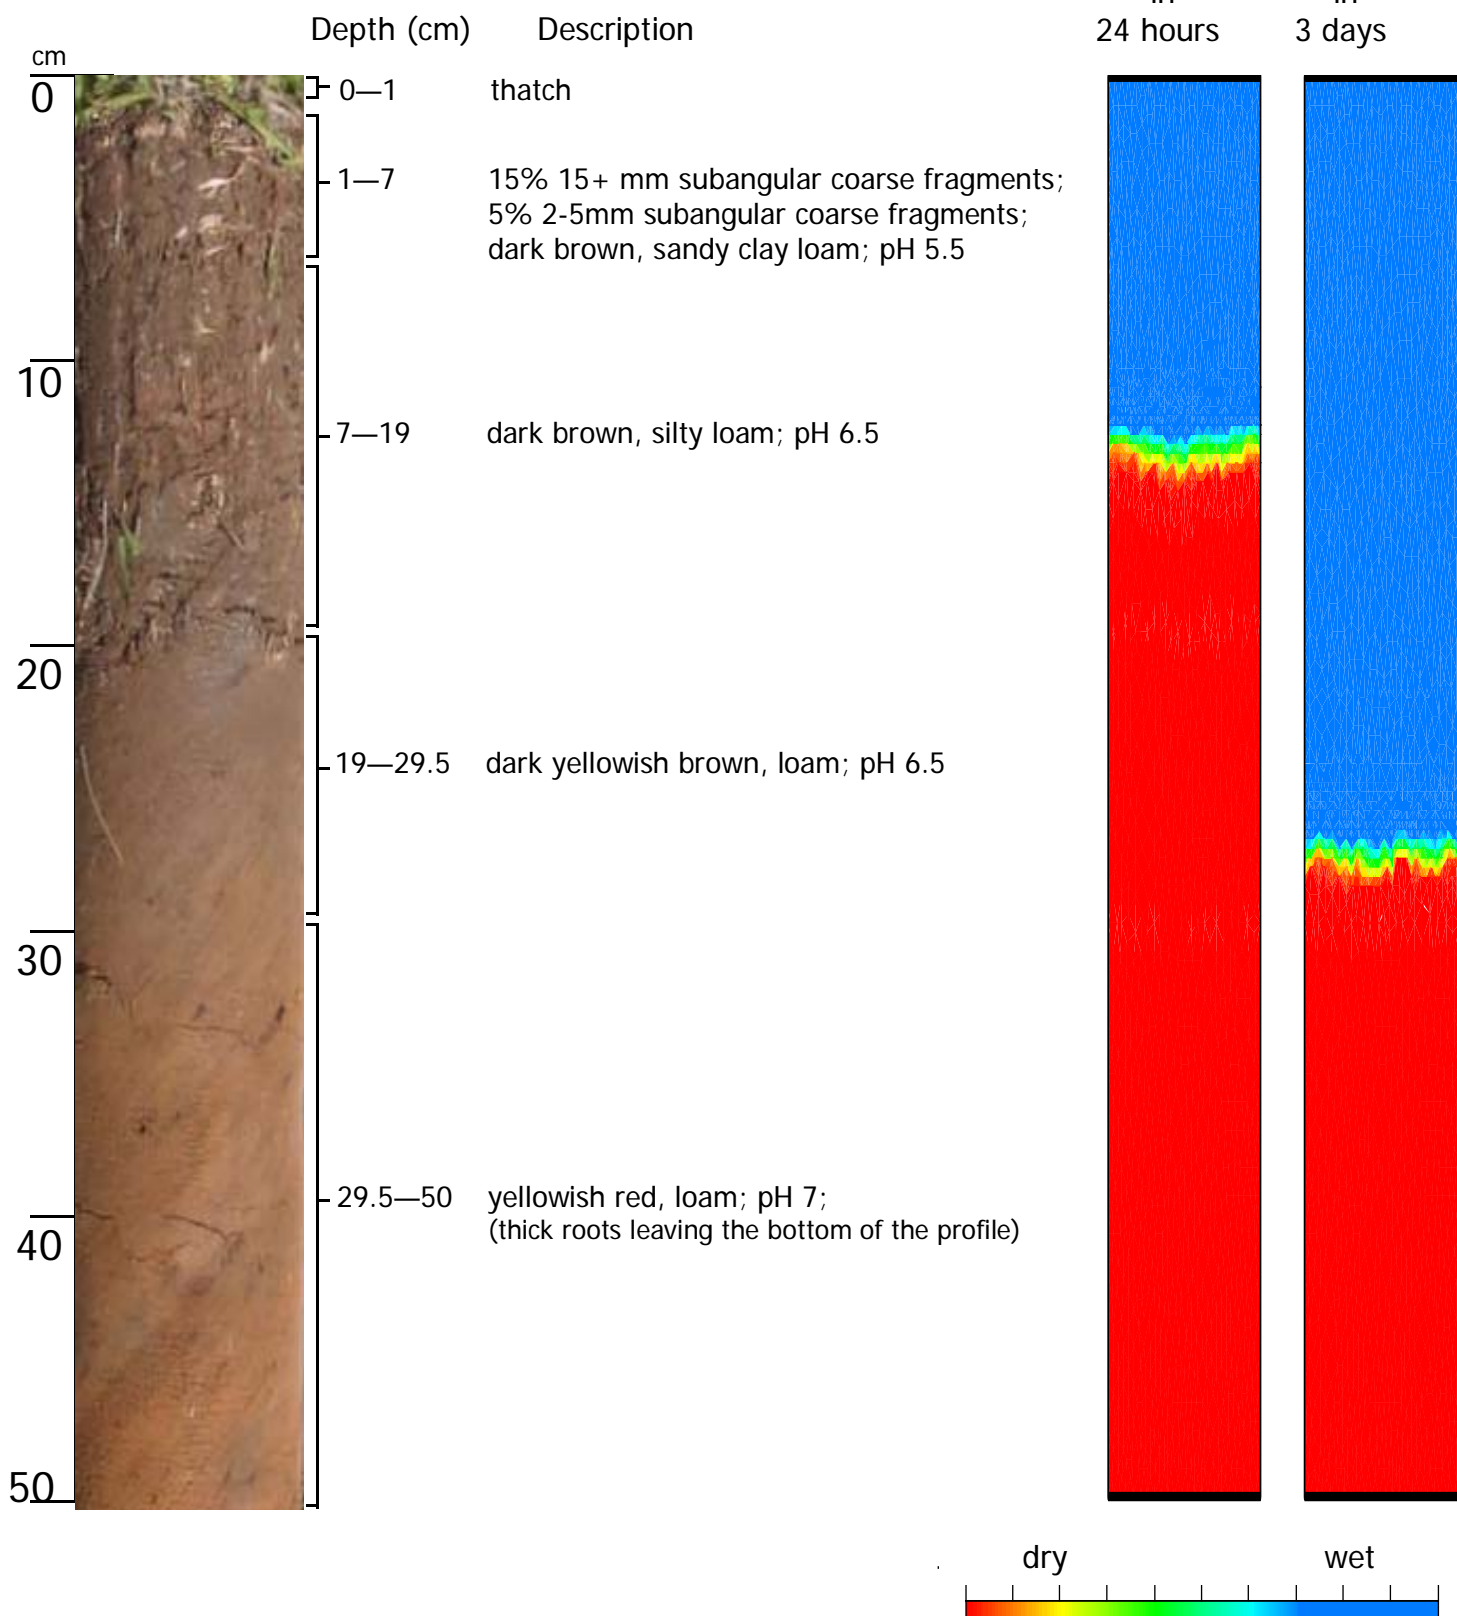 in in
Depth (cm) Description 24 hours 3 days
cm
0
0—1 thatch
1—7 15% 15+ mm subangular coarse fragments;
5% 2-5mm subangular coarse fragments;
dark brown, sandy clay loam; pH 5.5
10
7—19 dark brown, silty loam; pH 6.5
20
19—29.5 dark yellowish brown, loam; pH 6.5
30
29.5—50 yellowish red, loam; pH 7;
(thick roots leaving the bottom of the profile)
40
50
dry wet